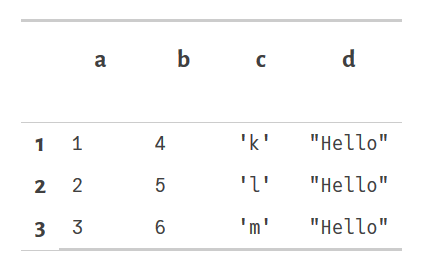 a b c d
1 1 4 'k' "Hello"
2 2 5 'l' "Hello"
3 3 6 'm' "Hello"